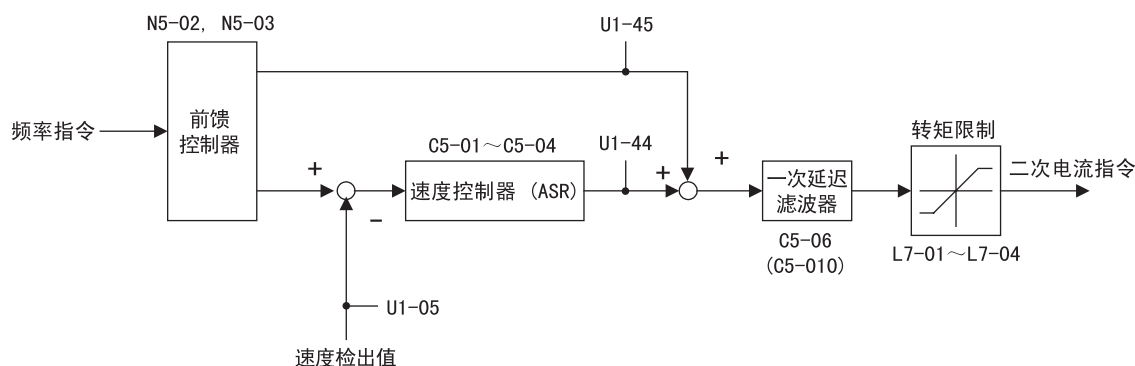 N5-02, N5-03
U1-45
前馈
控制器
频率指令
C5-01～C5-04
U1-44
转矩限制
+
速度控制器 (ASR)
+
+
一次延迟
滤波器
二次电流指令
−
C5-06
(C5-010)
L7-01～L7-04
U1-05
速度检出值